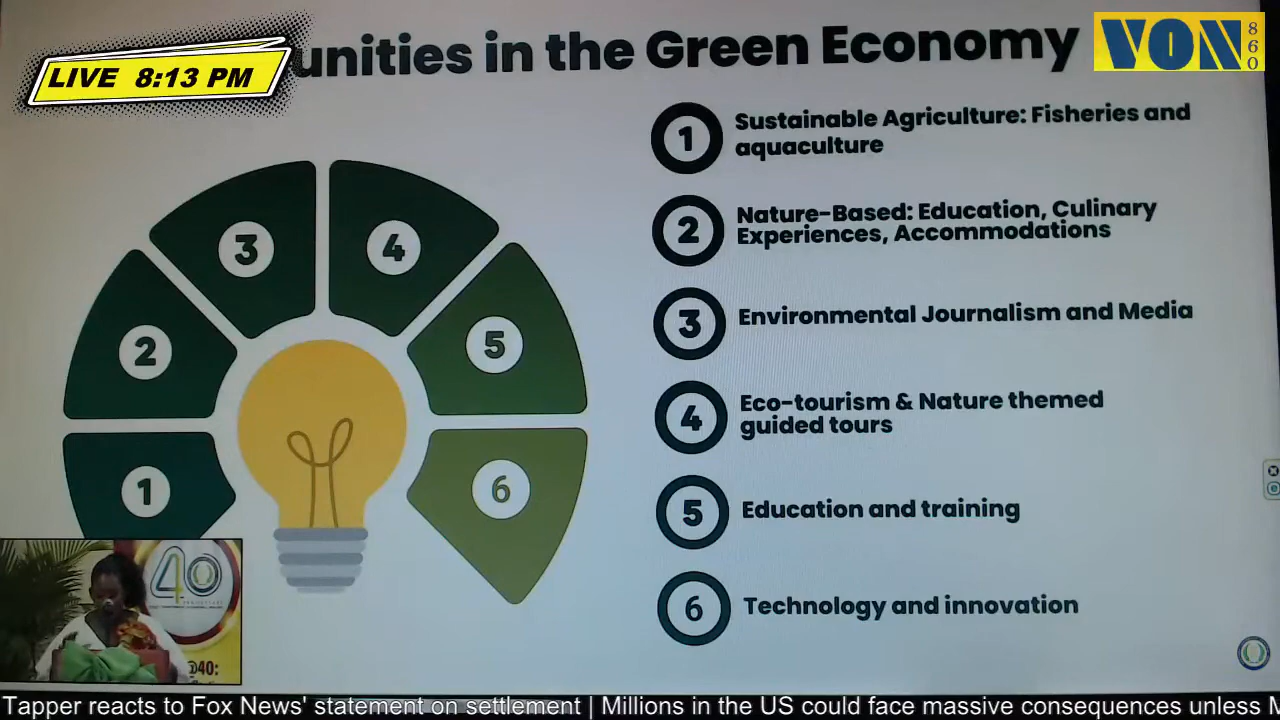 LIVE 8:13 PM
unities in the Green Economy
VON
860
1
Sustainable Agriculture: Fisheries and
aquaculture
2
Nature-Based: Education, Culinary
Experiences, Accommodations
3
Environmental Journalism and Media
4
Eco-tourism & Nature themed
guided tours
5
Education and training
6
Technology and innovation
3
4
2
5
1
6
40
@40:
Tapper reacts to Fox News' statement on settlement | Millions in the US could face massive consequences unless M